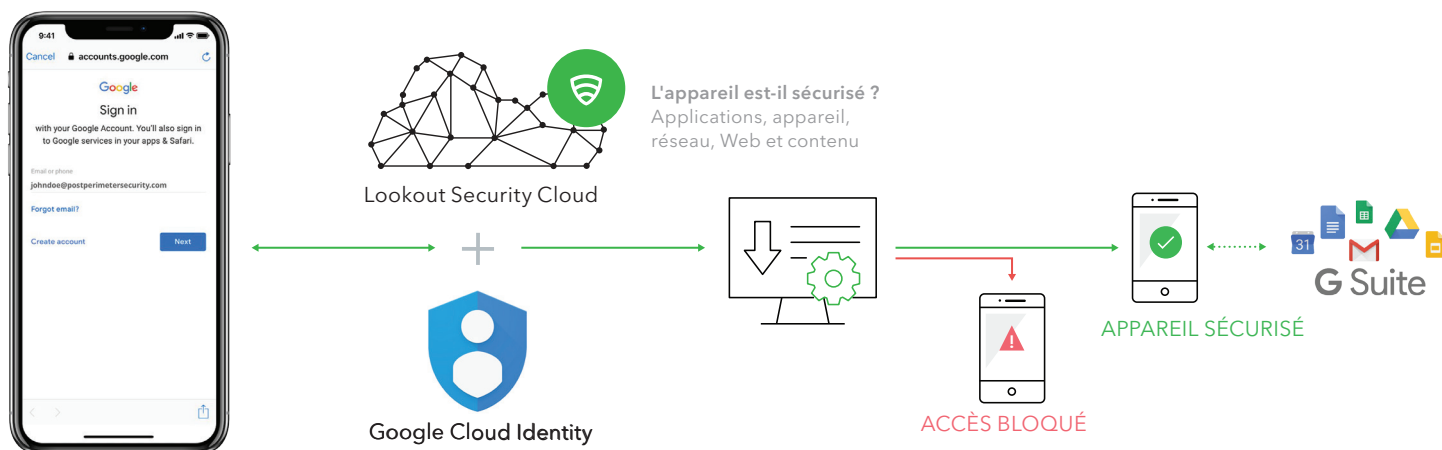 9:41
Cancel
accounts.google.com
Google
Sign in
with your Google Account. You'll also sign in
to Google services in your apps & Safari.
Email or phone
johndoe@postperimetersecurity.com
Forgot email?
Create account
Next
Lookout Security Cloud
L'appareil est-il sécurisé ?
Applications, appareil,
réseau, Web et contenu
Google Cloud Identity
ACCÈS BLOQUÉ
APPAREIL SÉCURISÉ
31
G Suite